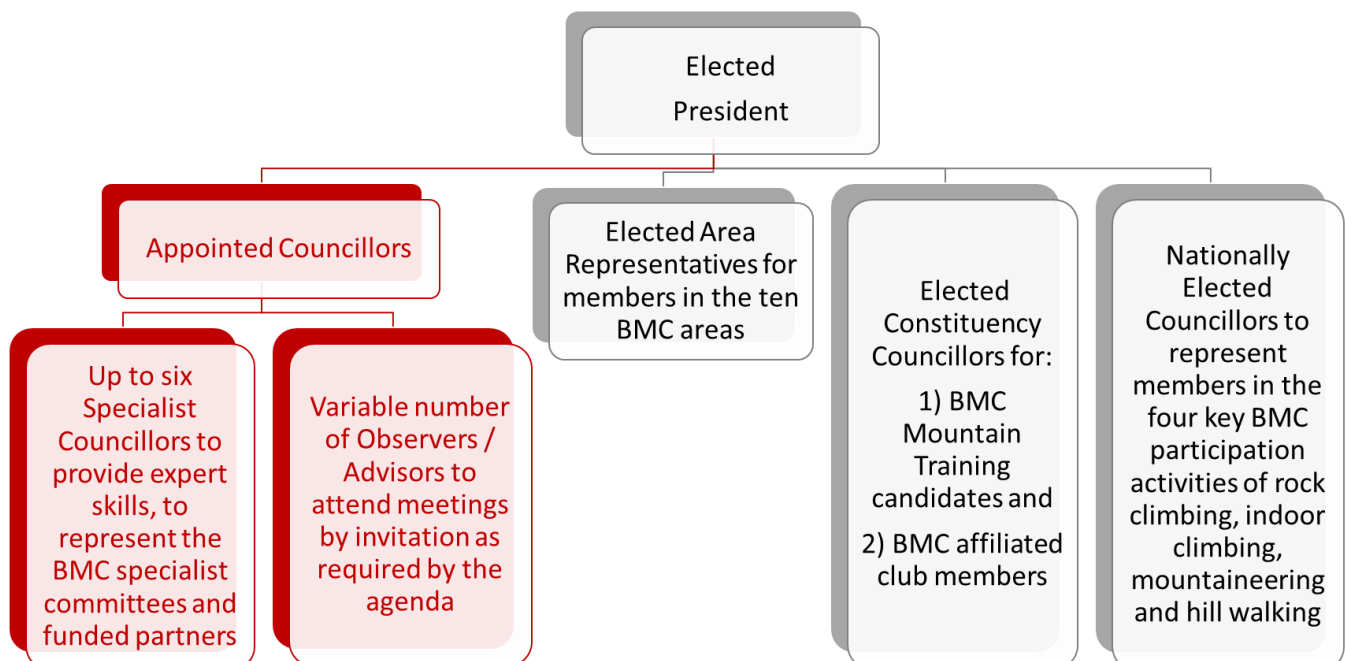 Elected
President
Appointed Councillors
Up to six
Specialist
Councillors to
provide expert
skills, to
represent the
BMC specialist
committees and
funded partners
Variable number
of Observers /
Advisors to
attend meetings
by invitation as
required by the
agenda
Elected Area
Representatives for
members in the ten
BMC areas
Elected
Constituency
Councillors for:
1) BMC
Mountain
Training
candidates and
2) BMC affiliated
club members
Nationally
Elected
Councillors to
represent
members in the
four key BMC
participation
activities of rock
climbing, indoor
climbing,
mountaineering
and hill walking